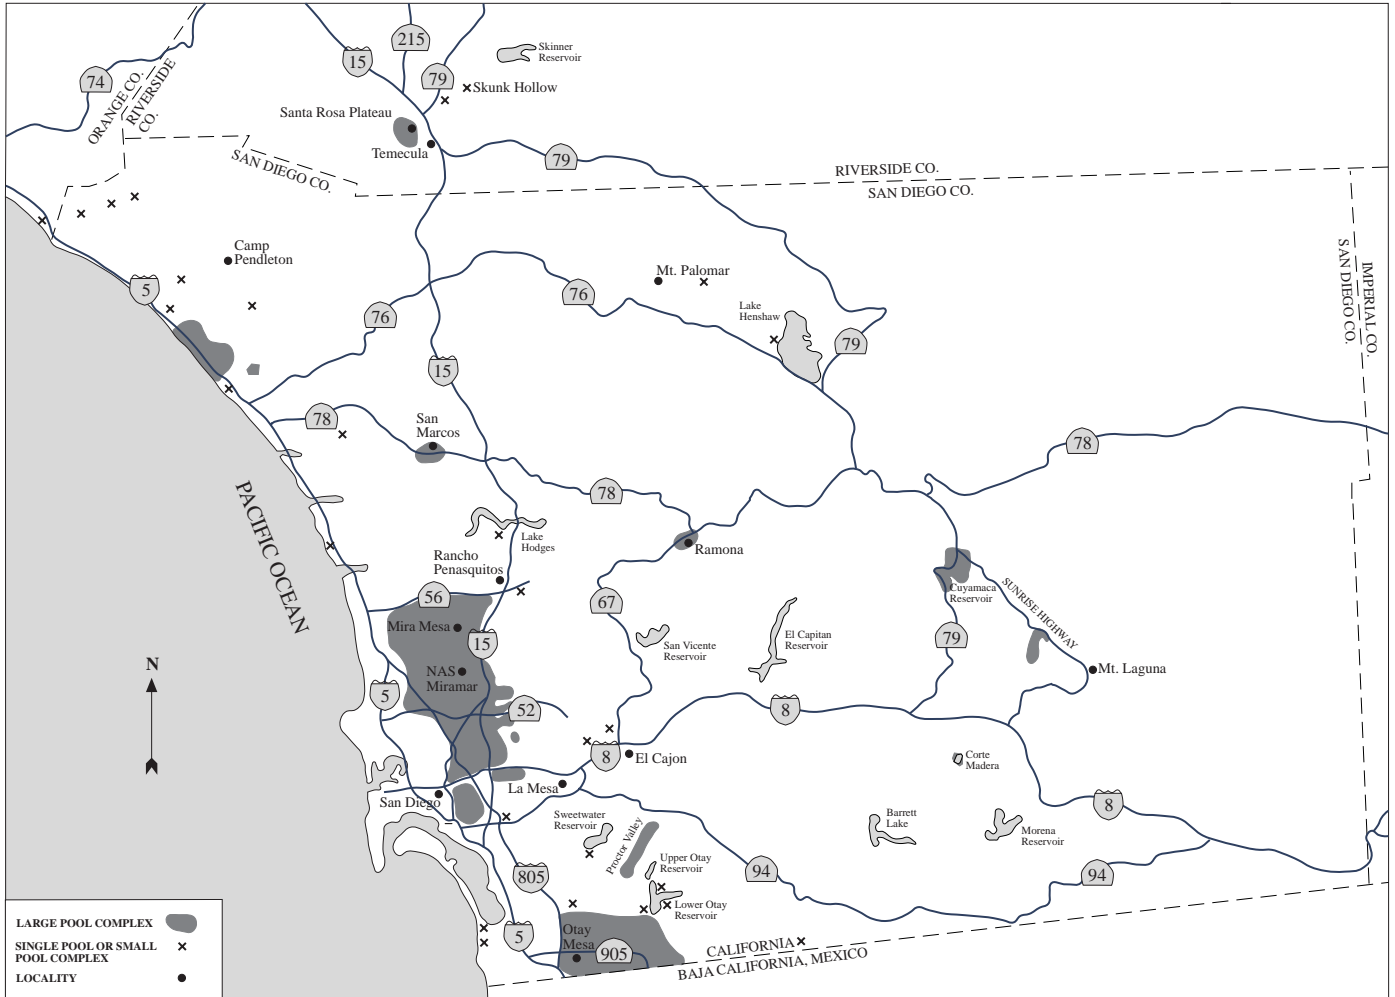 215
15
79
74
Skinner
Reservoir
Skunk Hollow
ORANGE CO.
RIVERSIDE
CO.
Santa Rosa Plateau
Temecula
79
SAN DIEGO CO.
RIVERSIDE CO.
SAN DIEGO CO.
IMPERIAL CO.
SAN DIEGO CO.
Camp
Pendleton
5
76
76
Mt. Palomar
Lake
Henshaw
79
15
78
San
Marcos
78
78
PACIFIC OCEAN
Lake
Hodges
Rancho
Penasquitos
Ramona
56
67
Mira Mesa
15
San Vicente
Reservoir
El Capitan
Reservoir
Cuyamaca
Reservoir
SUNRISE HIGHWAY
79
Mt. Laguna
N
NAS
Miramar
5
52
8
8
El Cajon
La Mesa
San Diego
Corte
Madera
8
Sweetwater
Reservoir
Proctor Valley
Barrett
Lake
Morena
Reservoir
Upper Otay
Reservoir
805
94
94
Lower Otay
Reservoir
5
Otay
Mesa
905
CALIFORNIA
BAJA CALIFORNIA, MEXICO
LARGE POOL COMPLEX
SINGLE POOL OR SMALL
POOL COMPLEX
LOCALITY